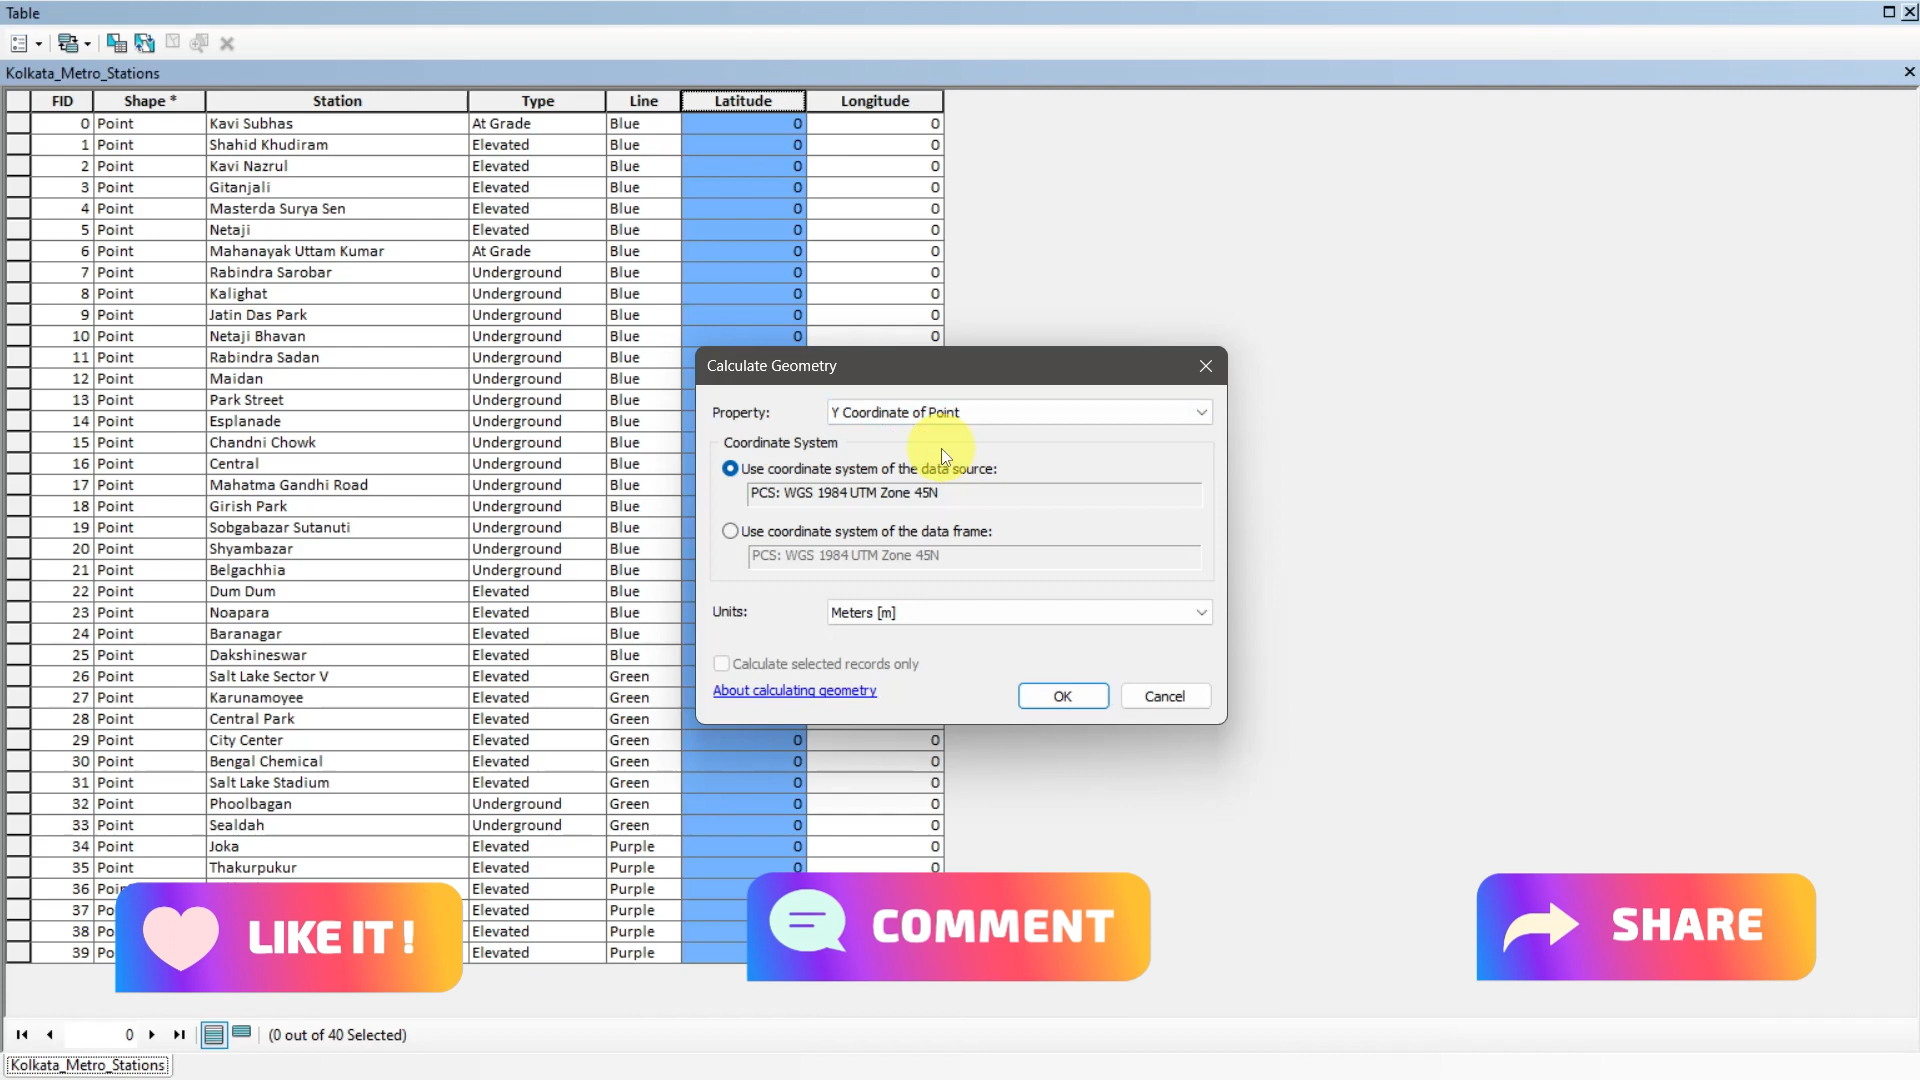 Table
Kolkata_Metro_Stations
FID Shape * Station Type Line Latitude Longitude
0 Point Kavi Subhas At Grade Blue 0 0
1 Point Shahid Khudiram Elevated Blue 0 0
2 Point Kavi Nazrul Elevated Blue 0 0
3 Point Gitanjali Elevated Blue 0 0
4 Point Masterda Surya Sen Elevated Blue 0 0
5 Point Netaji Elevated Blue 0 0
6 Point Mahanayak Uttam Kumar At Grade Blue 0 0
7 Point Rabindra Sarobar Underground Blue 0 0
8 Point Kalighat Underground Blue 0 0
9 Point Jatin Das Park Underground Blue 0 0
10 Point Netaji Bhavan Underground Blue 0 0
11 Point Rabindra Sadan Underground Blue
12 Point Maidan Underground Blue
13 Point Park Street Underground Blue
14 Point Esplanade Underground Blue
15 Point Chandni Chowk Underground Blue
16 Point Central Underground Blue
17 Point Mahatma Gandhi Road Underground Blue
18 Point Girish Park Underground Blue
19 Point Sobgabazar Sutanuti Underground Blue
20 Point Shyambazar Underground Blue
21 Point Belgachhia Underground Blue
22 Point Dum Dum Elevated Blue
23 Point Noapara Elevated Blue
24 Point Baranagar Elevated Blue
25 Point Dakshineswar Elevated Blue
26 Point Salt Lake Sector V Elevated Green
27 Point Karunamoyee Elevated Green
28 Point Central Park Elevated Green
29 Point City Center Elevated Green 0 0
30 Point Bengal Chemical Elevated Green 0 0
31 Point Salt Lake Stadium Elevated Green 0 0
32 Point Phoolbagan Underground Green 0 0
33 Point Sealdah Underground Green 0 0
34 Point Joka Elevated Purple 0 0
35 Point Thakurpukur Elevated Purple 0 0
36 Elevated Purple
37 Elevated Purple
38 Elevated Purple
39 Elevated Purple
Calculate Geometry
Property: Y Coordinate of Point
Coordinate System
Use coordinate system of the data source:
PCS: WGS 1984 UTM Zone 45N
Use coordinate system of the data frame:
PCS: WGS 1984 UTM Zone 45N
Units: Meters [m]
Calculate selected records only
About calculating geometry
OK Cancel
LIKE IT !
COMMENT
SHARE
0 (0 out of 40 Selected)
Kolkata_Metro_Stations